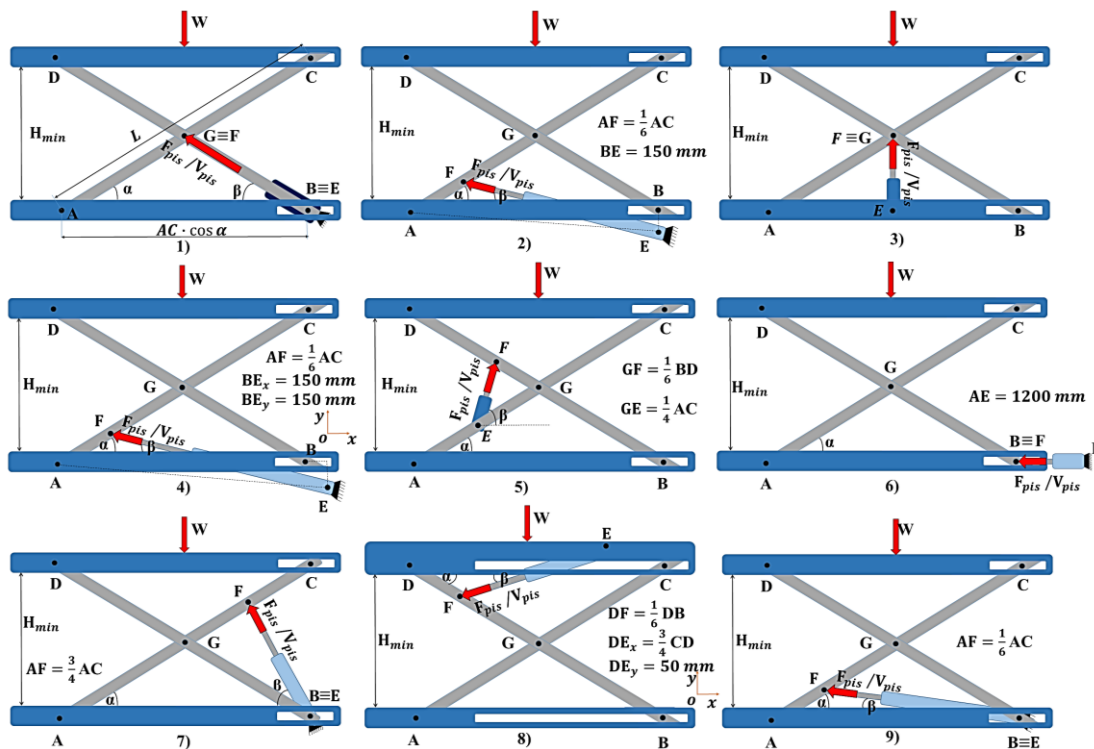 W
D
C
H_min
L
G≡F
F_pis /V_pis
α
β
B≡E
A
AC · cos α
1)
W
D
C
H_min
G
AF = 1/6 AC
BE = 150 mm
F
F_pis /V_pis
α
β
B
A
E
2)
W
D
C
H_min
F ≡G
F_pis /V_pis
E
A
B
3)
W
D
C
H_min
G
AF = 1/6 AC
BE_x = 150 mm
BE_y = 150 mm
F
F_pis /V_pis
α
β
y
o
x
B
A
E
4)
W
D
C
H_min
F
F_pis /V_pis
G
GF = 1/6 BD
GE = 1/4 AC
β
E
α
A
B
5)
W
D
C
H_min
G
AE = 1200 mm
α
B≡F
A
F_pis /V_pis
6)
W
D
C
H_min
F
F_pis /V_pis
G
AF = 3/4 AC
α
β
B≡E
A
7)
W
E
D
C
α
β
F
F_pis /V_pis
H_min
G
DF = 1/6 DB
DE_x = 3/4 CD
DE_y = 50 mm
y
o
x
A
B
8)
W
D
C
H_min
G
AF = 1/6 AC
F
F_pis /V_pis
α
β
A
B≡E
9)